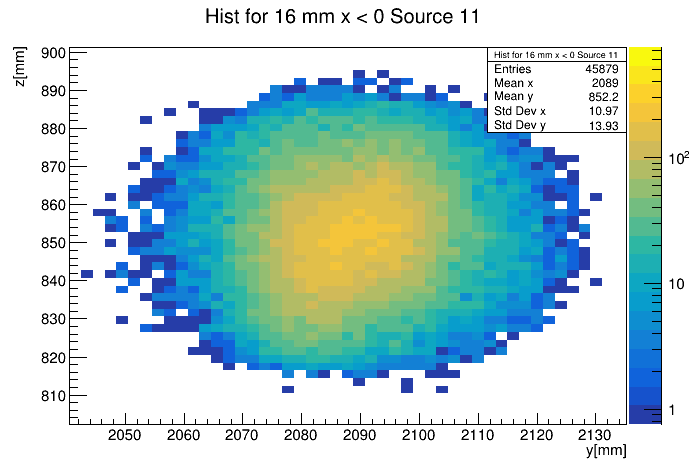 Hist for 16 mm x < 0 Source 11
z[mm]
Hist for 16 mm x < 0 Source 11
Entries 45879
Mean x 2089
Mean y 852.2
Std Dev x 10.97
Std Dev y 13.93
900
890
880
870
860
850
840
830
820
810
10²
10
1
2050 2060 2070 2080 2090 2100 2110 2120 2130
y[mm]